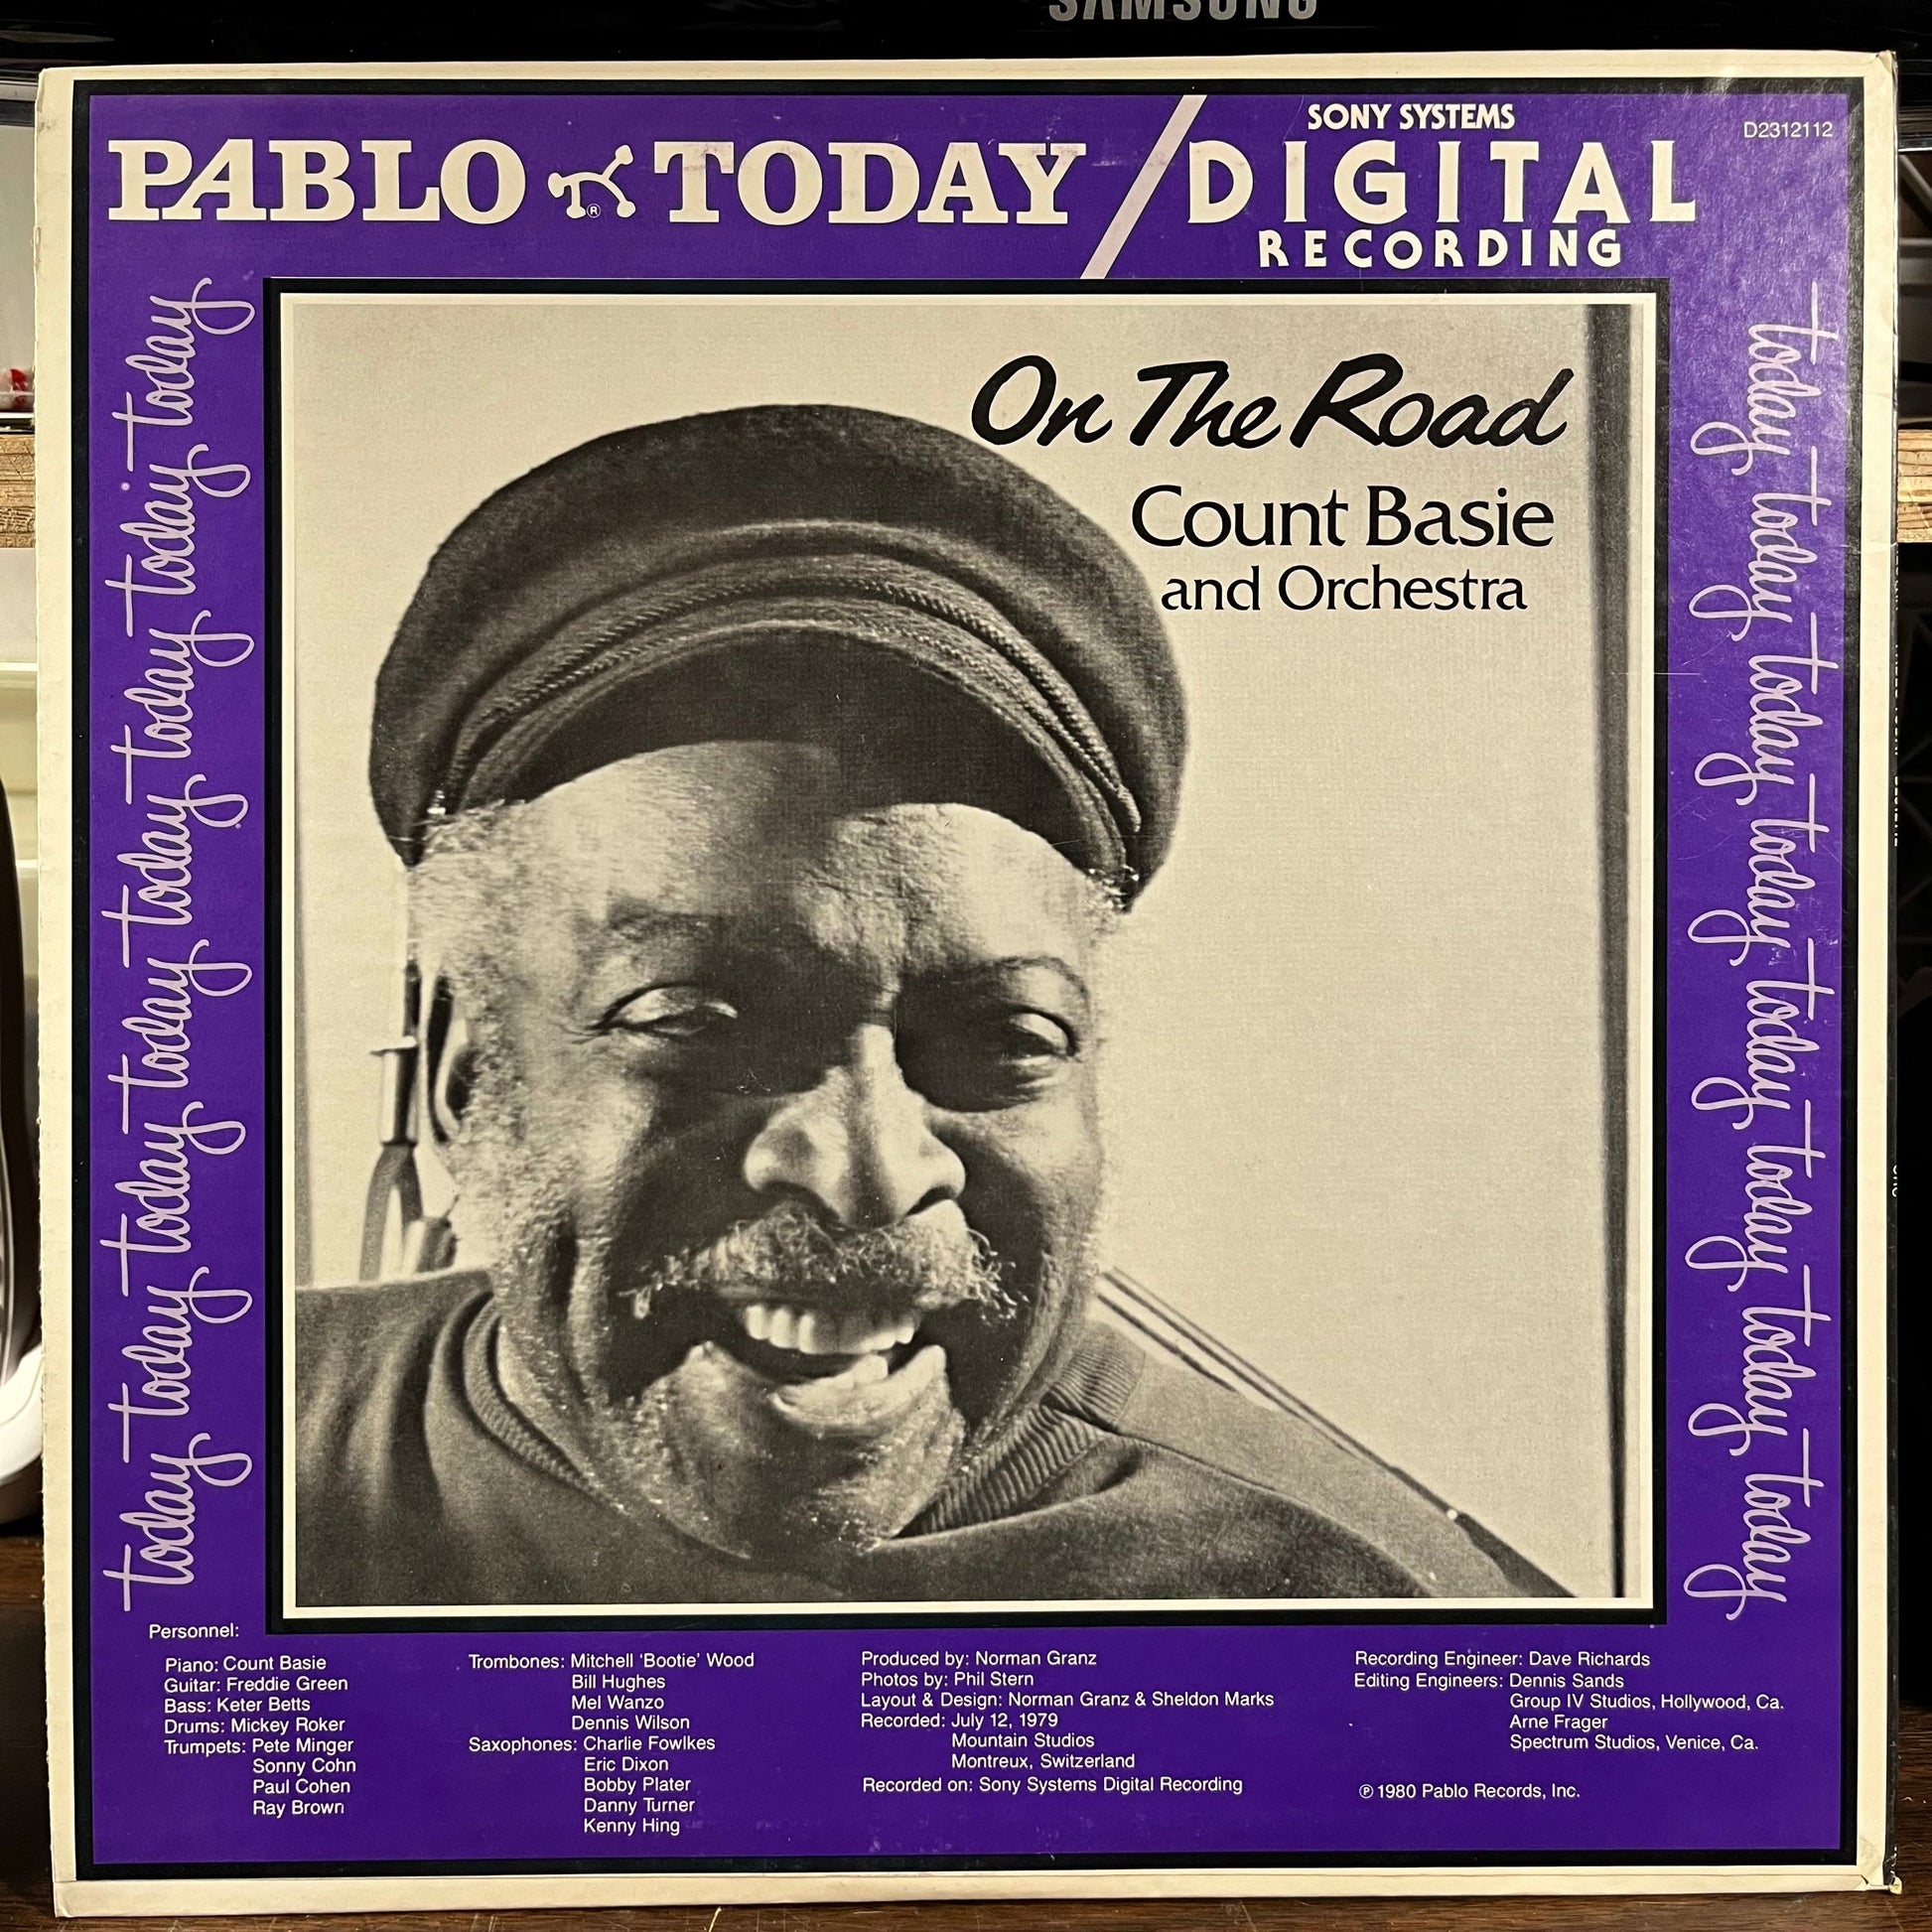 SAMSUNG
PABLO TODAY / SONY SYSTEMS
DIGITAL
RECORDING
D2312112
®
today today today today today today today today
On The Road
Count Basie
and Orchestra
today today today today today today today today
Personnel:
Piano: Count Basie
Guitar: Freddie Green
Bass: Keter Betts
Drums: Mickey Roker
Trumpets: Pete Minger
Sonny Cohn
Paul Cohen
Ray Brown
Trombones: Mitchell ‘Bootie’ Wood
Bill Hughes
Mel Wanzo
Dennis Wilson
Saxophones: Charlie Fowlkes
Eric Dixon
Bobby Plater
Danny Turner
Kenny Hing
Produced by: Norman Granz
Photos by: Phil Stern
Layout & Design: Norman Granz & Sheldon Marks
Recorded: July 12, 1979
Mountain Studios
Montreux, Switzerland
Recorded on: Sony Systems Digital Recording
Recording Engineer: Dave Richards
Editing Engineers: Dennis Sands
Group IV Studios, Hollywood, Ca.
Arne Frager
Spectrum Studios, Venice, Ca.
℗ 1980 Pablo Records, Inc.